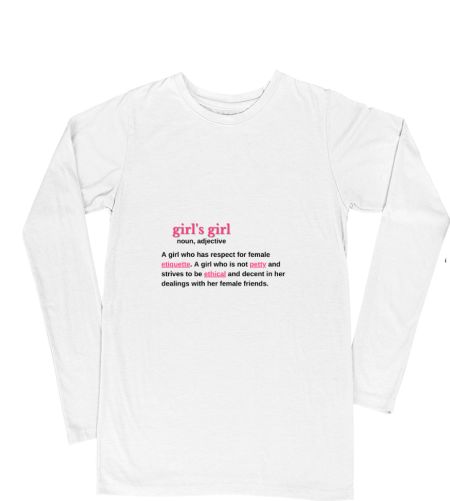 girl's girl
noun, adjective
A girl who has respect for female
etiquette. A girl who is not petty and
strives to be ethical and decent in her
dealings with her female friends.